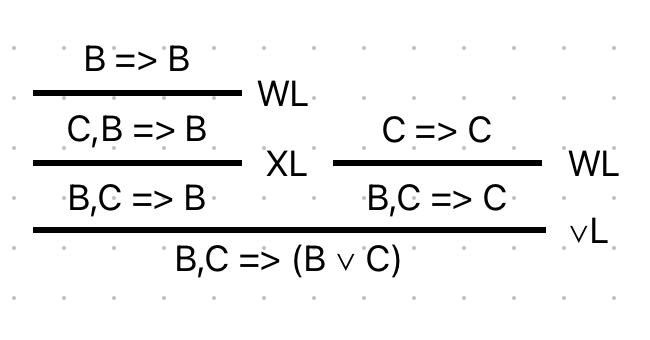 B => B
WL
C,B => B
C => C
XL
WL
B,C => B
B,C => C
∨L
B,C => (B ∨ C)